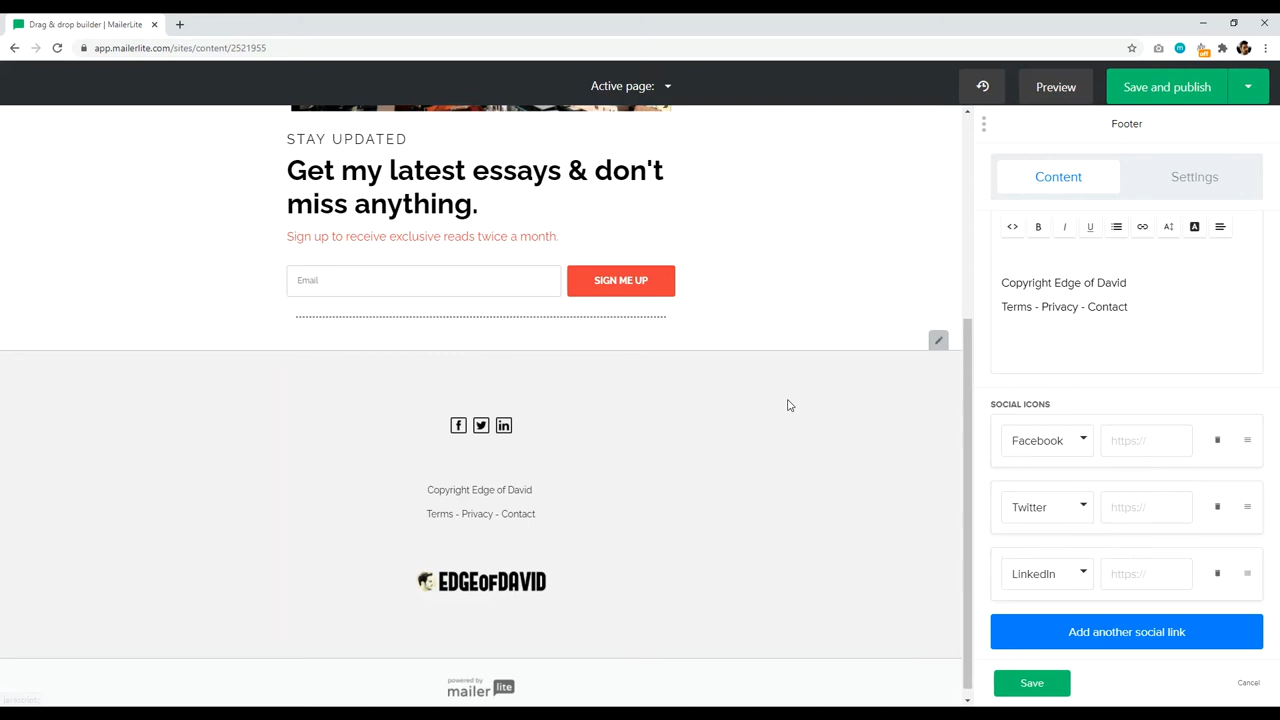 Drag & drop builder | MailerLite
app.mailerlite.com/sites/content/2521955
off
Active page:
Preview
Save and publish
Footer
Content
Settings
STAY UPDATED
Get my latest essays & don't
miss anything.
Sign up to receive exclusive reads twice a month.
Email
SIGN ME UP
B I U A
Copyright Edge of David
Terms - Privacy - Contact
SOCIAL ICONS
Facebook
https://
Twitter
https://
LinkedIn
https://
Add another social link
Save
Cancel
Copyright Edge of David
Terms - Privacy - Contact
EDGEOFDAVID
powered by
mailer lite
javascript:;